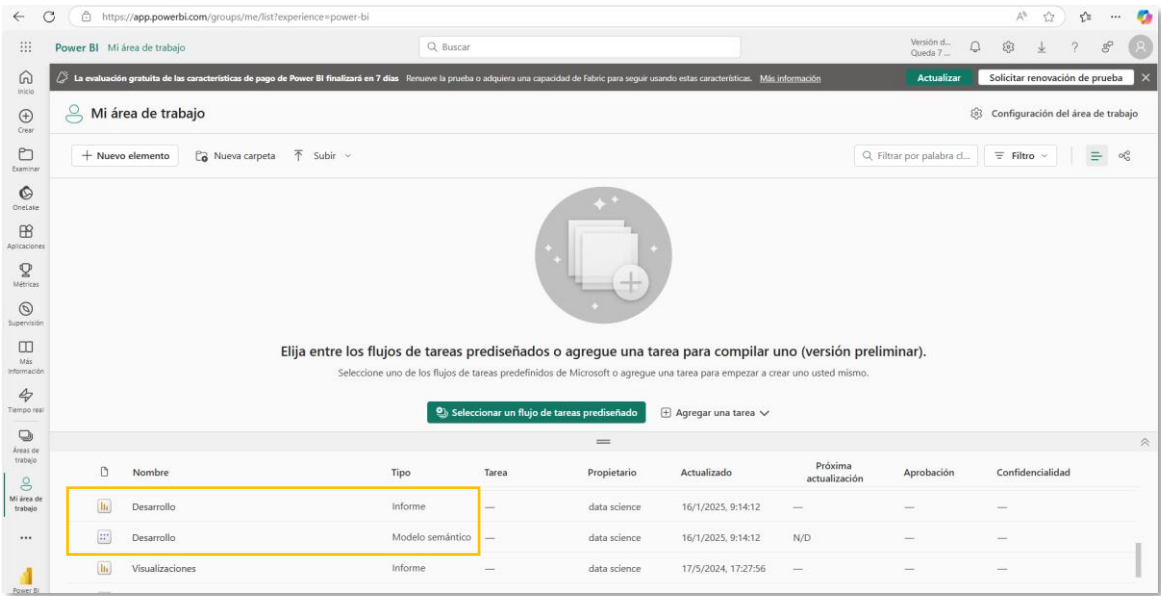 https://app.powerbi.com/groups/me/list?experience=power-bi
Power BI Mi área de trabajo
Buscar
Versión d...
Queda 7 ...
La evaluación gratuita de las características de pago de Power BI finalizará en 7 días Renueve la prueba o adquiera una capacidad de Fabric para seguir usando estas características. Más información
Actualizar
Solicitar renovación de prueba
Inicio
Crear
Examinar
OneLake
Aplicaciones
Métricas
Supervisión
Más
información
Tiempo real
Áreas de
trabajo
Mi área de
trabajo
Power BI
Mi área de trabajo
Configuración del área de trabajo
Nuevo elemento
Nueva carpeta
Subir
Filtrar por palabra cl...
Filtro
Elija entre los flujos de tareas prediseñados o agregue una tarea para compilar uno (versión preliminar).
Seleccione uno de los flujos de tareas predefinidos de Microsoft o agregue una tarea para empezar a crear uno usted mismo.
Seleccionar un flujo de tareas prediseñado
Agregar una tarea
Nombre Tipo Tarea Propietario Actualizado Próxima actualización Aprobación Confidencialidad
Desarrollo Informe — data science 16/1/2025, 9:14:12 — — —
Desarrollo Modelo semántico — data science 16/1/2025, 9:14:12 N/D — —
Visualizaciones Informe — data science 17/5/2024, 17:27:56 — — —